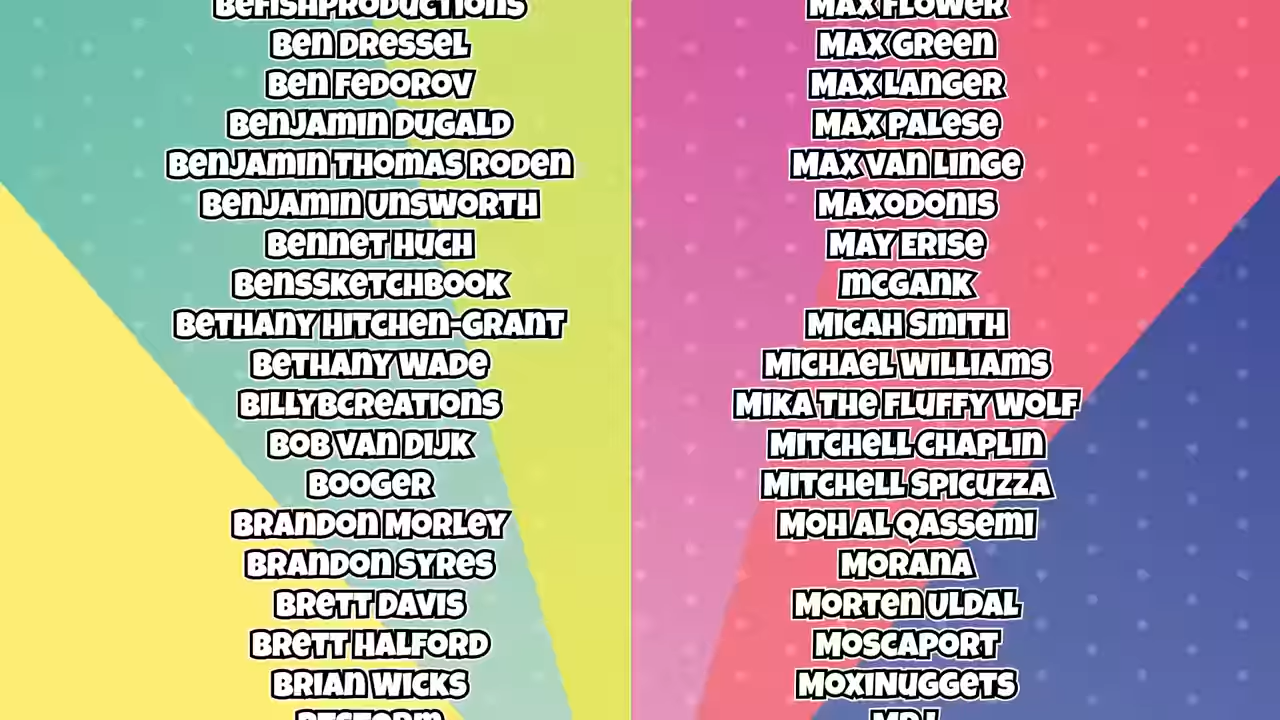 BEFISHPRODUCTIONS
BEN DRESSEL
BEN FEDOROV
BENJAMIN DUGALD
BENJAMIN THOMAS RODEN
BENJAMIN UNSWORTH
BENNET HUCH
BENSSKETCHBOOK
BETHANY HITCHEN-GRANT
BETHANY WADE
BILLYBCREATIONS
BOB VAN DIJK
BOOGER
BRANDON MORLEY
BRANDON SYRES
BRETT DAVIS
BRETT HALFORD
BRIAN WICKS
MAX FLOWER
MAX GREEN
MAX LANGER
MAX PALESE
MAX VAN LINGE
MAXODONIS
MAY ERISE
MCGANK
MICAH SMITH
MICHAEL WILLIAMS
MIKA THE FLUFFY WOLF
MITCHELL CHAPLIN
MITCHELL SPICUZZA
MOH AL QASSEMI
MORANA
MORTEN ULDAL
MOSCAPORT
MOXINUGGETS